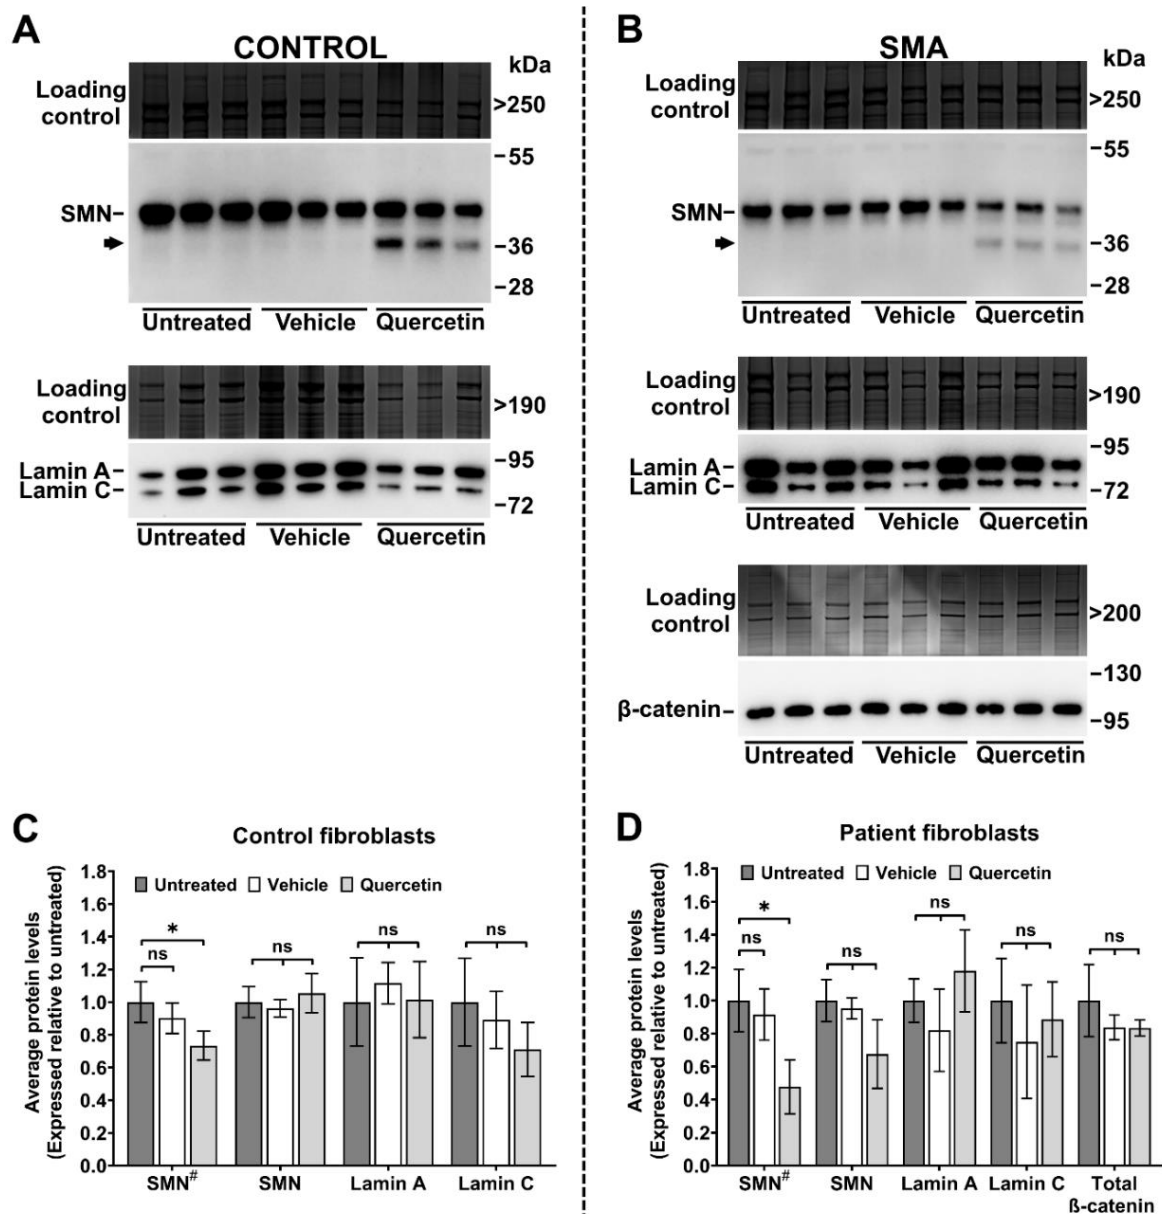 A
CONTROL
kDa
Loading
control
>250
–55
SMN–
–36
–28
Untreated Vehicle Quercetin
Loading
control
>190
Lamin A–
Lamin C–
–95
–72
Untreated Vehicle Quercetin
B
SMA
kDa
Loading
control
>250
–55
SMN–
–36
–28
Untreated Vehicle Quercetin
Loading
control
>190
Lamin A–
Lamin C–
–95
–72
Untreated Vehicle Quercetin
Loading
control
>200
–130
β-catenin–
–95
Untreated Vehicle Quercetin
C
Control fibroblasts
Average protein levels
(Expressed relative to untreated)
1.8
1.6
1.4
1.2
1.0
0.8
0.6
0.4
0.2
0.0
Untreated Vehicle Quercetin
*
ns
ns
ns
ns
SMN# SMN Lamin A Lamin C
D
Patient fibroblasts
Average protein levels
(Expressed relative to untreated)
1.8
1.6
1.4
1.2
1.0
0.8
0.6
0.4
0.2
0.0
Untreated Vehicle Quercetin
*
ns
ns
ns
ns
ns
SMN# SMN Lamin A Lamin C Total
ß-catenin